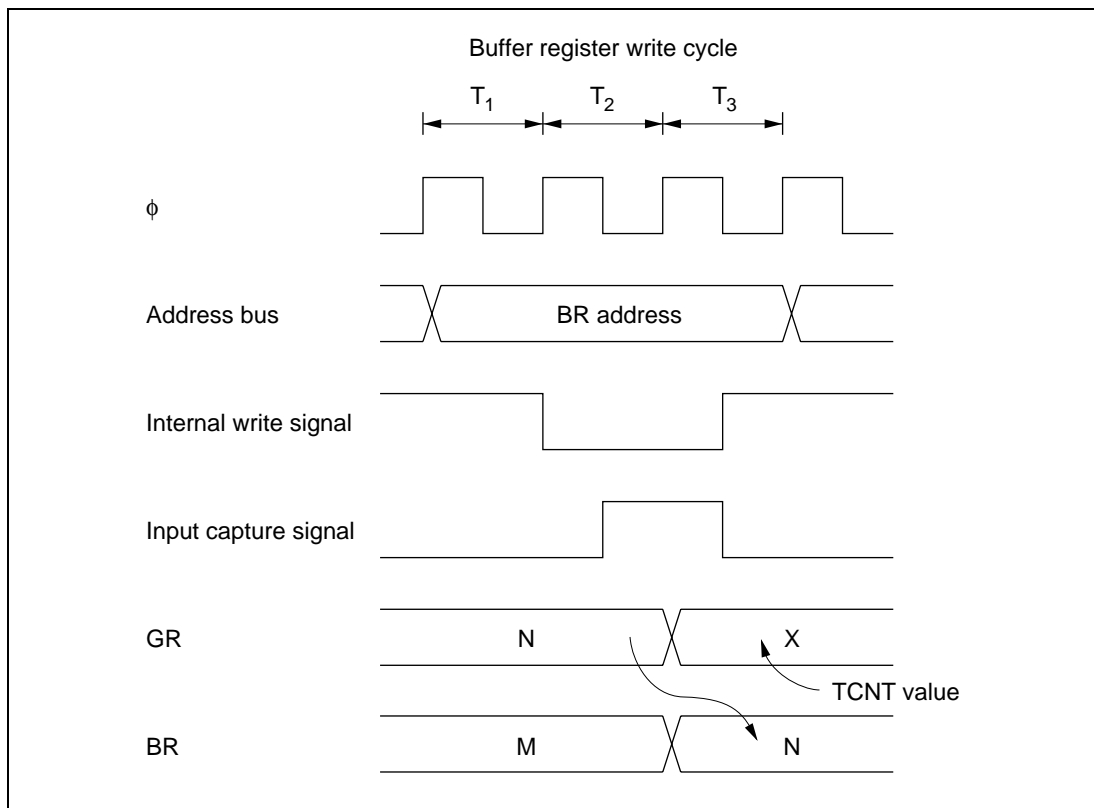 Buffer register write cycle
T1 T2 T3
φ
Address bus
BR address
Internal write signal
Input capture signal
GR
N
X
TCNT value
BR
M
N